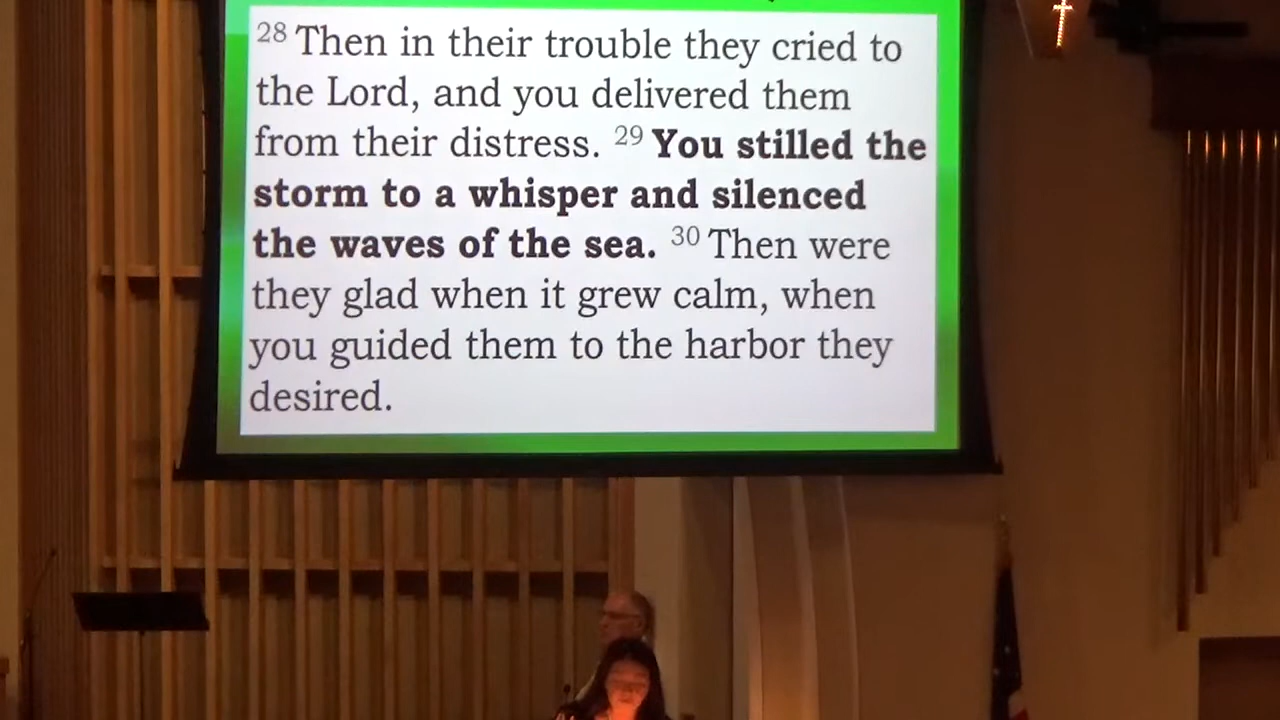 28 Then in their trouble they cried to
the Lord, and you delivered them
from their distress. 29 You stilled the
storm to a whisper and silenced
the waves of the sea. 30 Then were
they glad when it grew calm, when
you guided them to the harbor they
desired.